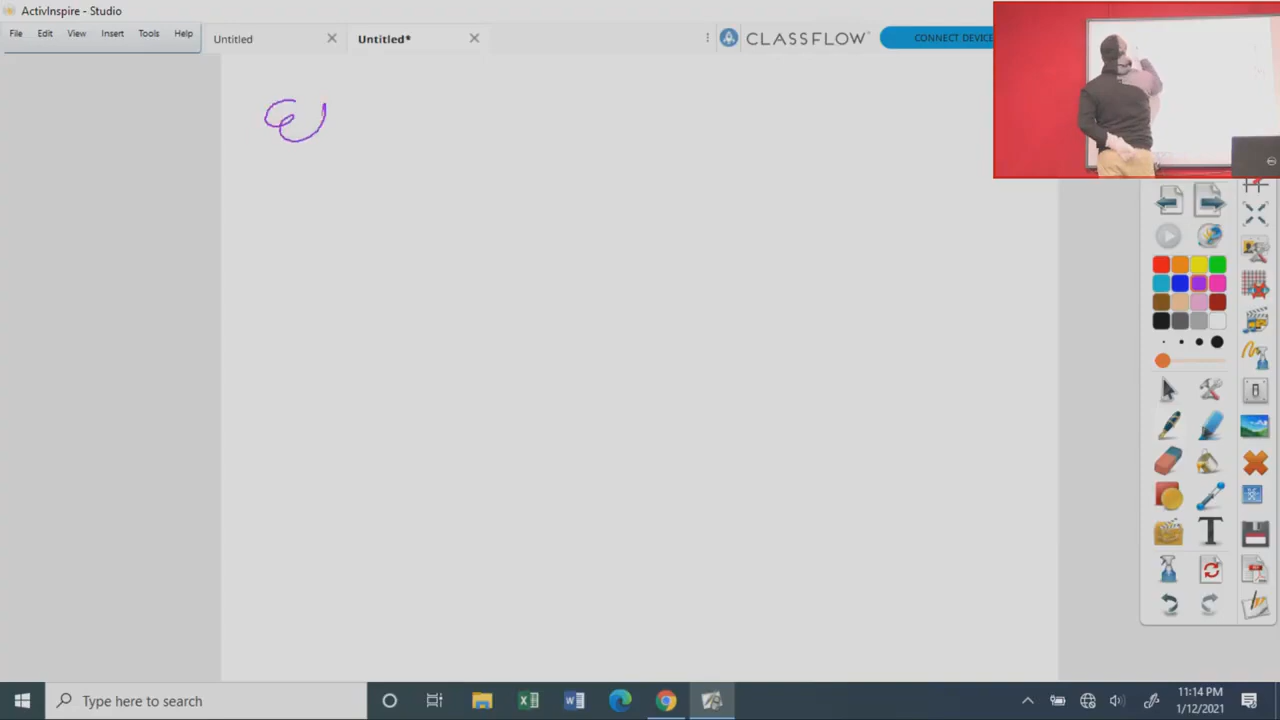 ActivInspire - Studio
File Edit View Insert Tools Help
Untitled
Untitled*
CLASSFLOW
CONNECT DEVICE
T
Type here to search
11:14 PM
1/12/2021